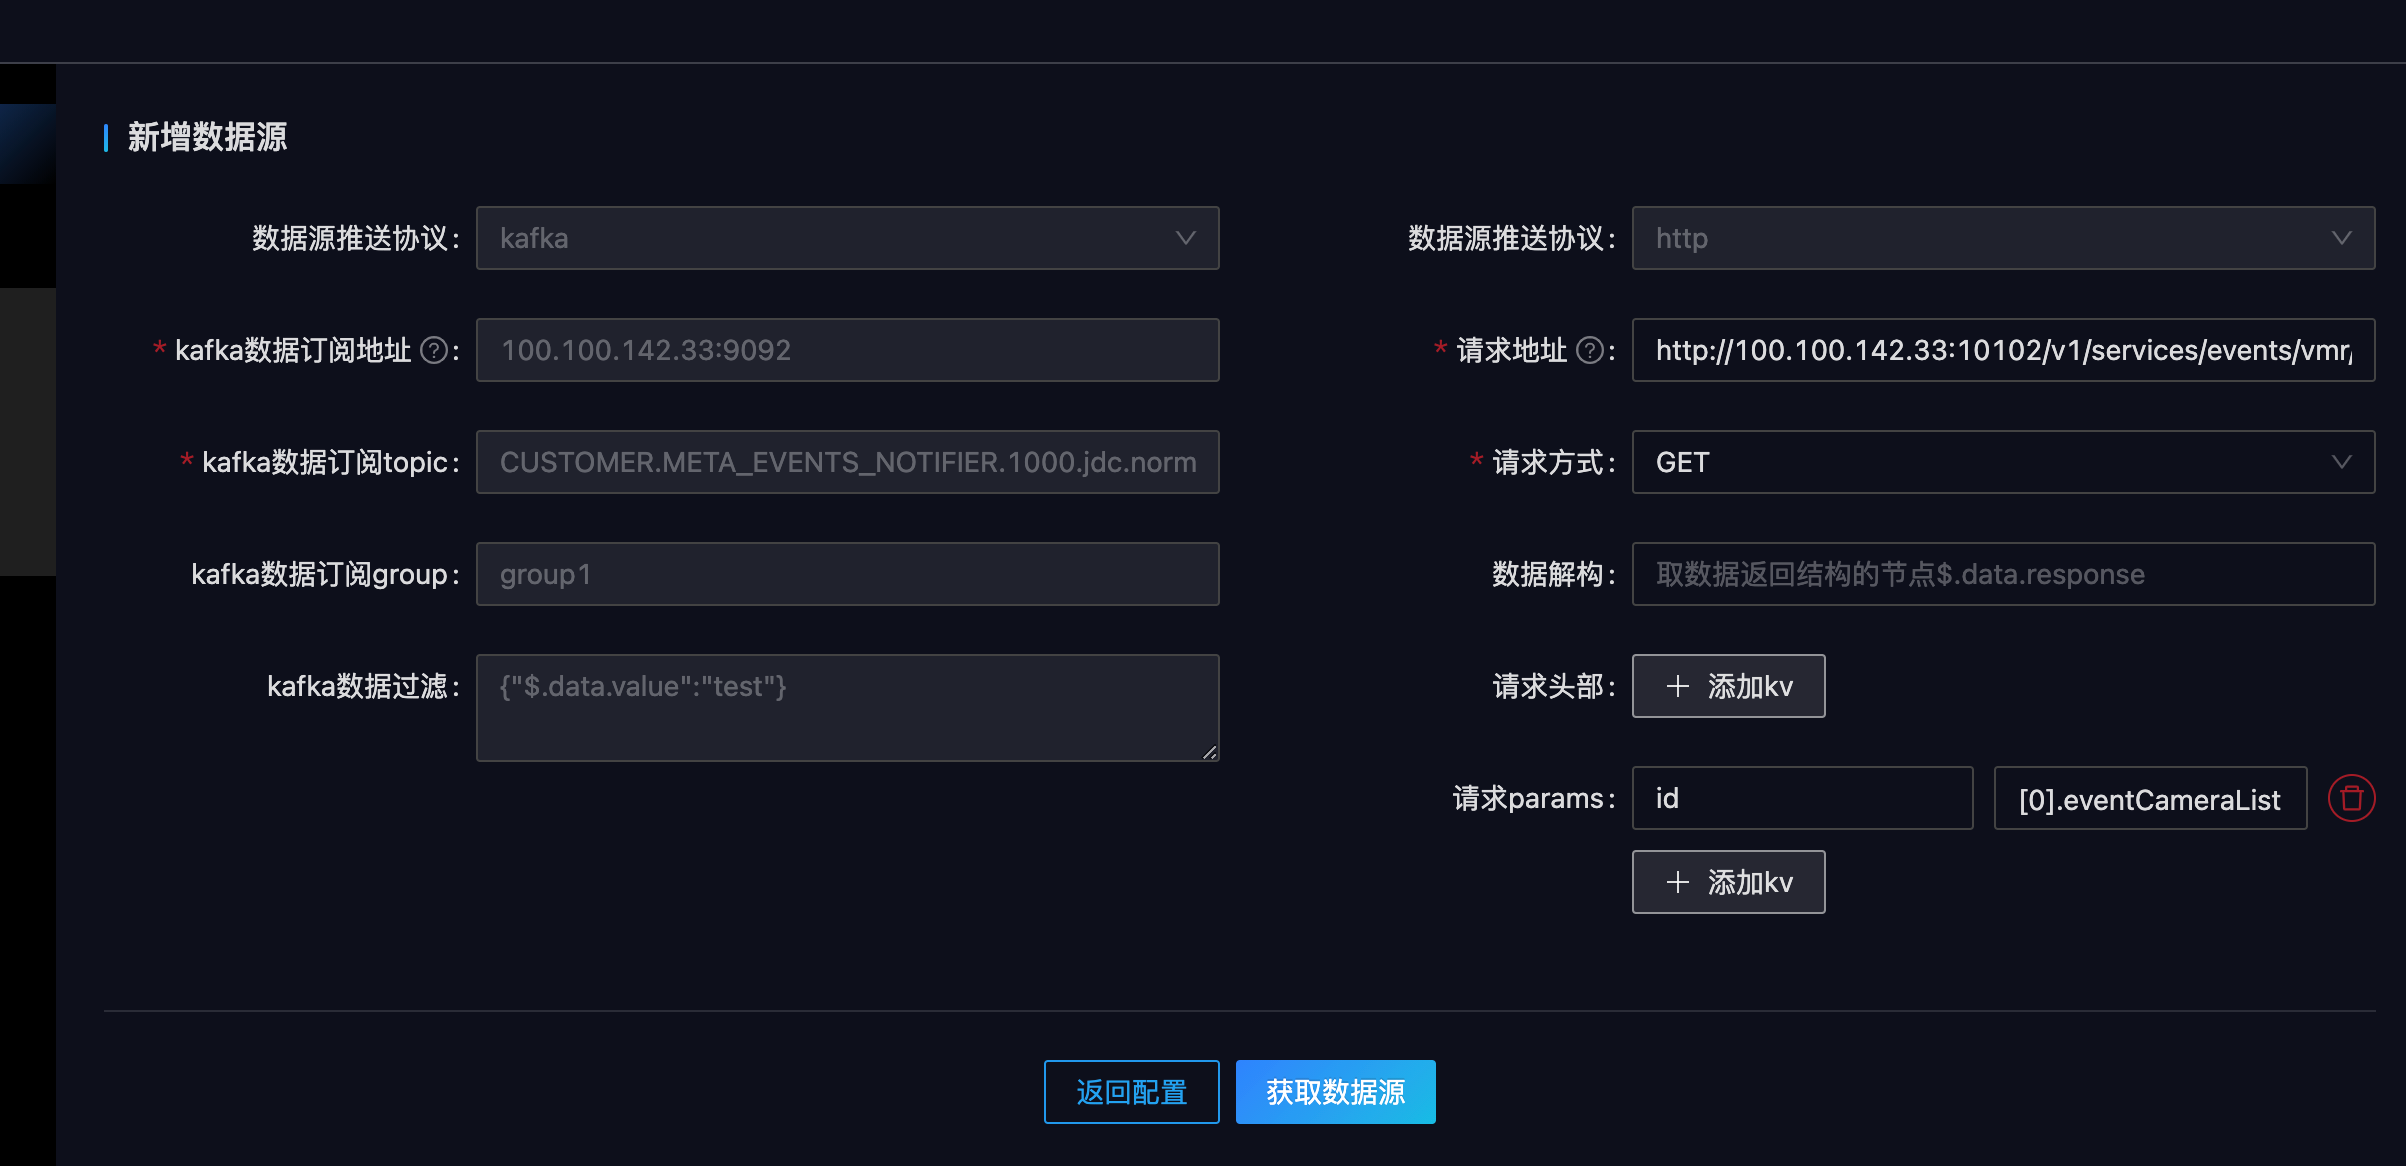 新增数据源
数据源推送协议: kafka
* kafka数据订阅地址 ? : 100.100.142.33:9092
* kafka数据订阅topic: CUSTOMER.META_EVENTS_NOTIFIER.1000.jdc.norm
kafka数据订阅group: group1
kafka数据过滤: {"$.data.value":"test"}
数据源推送协议: http
* 请求地址 ? : http://100.100.142.33:10102/v1/services/events/vmr/
* 请求方式: GET
数据解构: 取数据返回结构的节点$.data.response
请求头部: + 添加kv
请求params: id [0].eventCameraList
+ 添加kv
返回配置 获取数据源